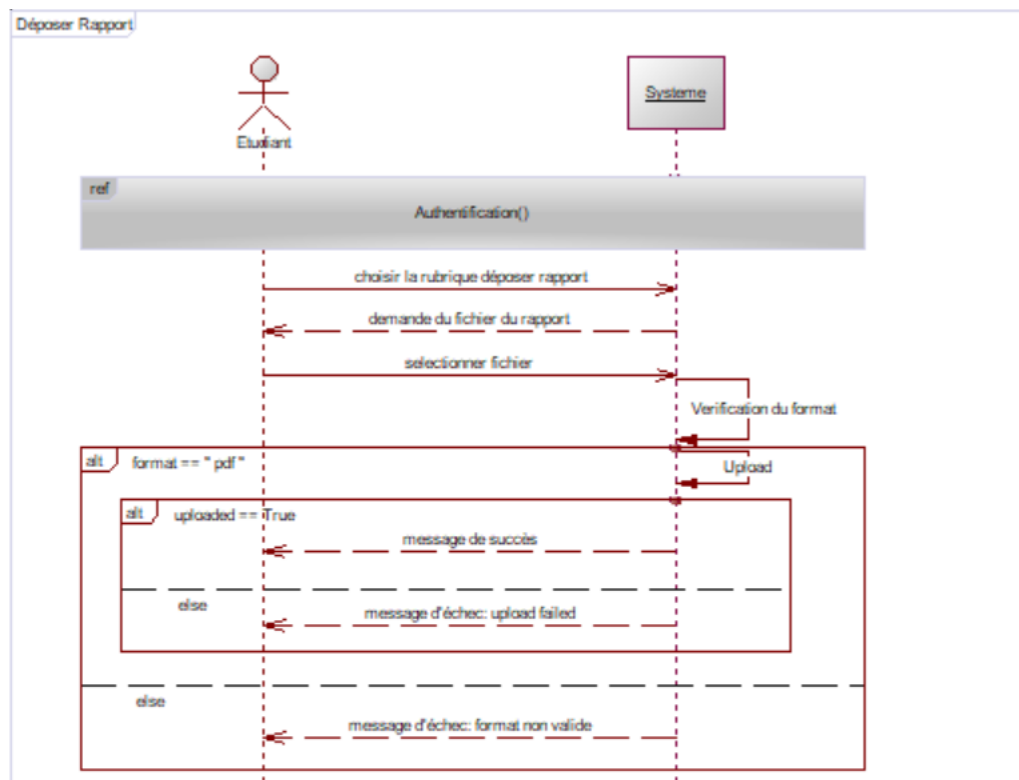 Déposer Rapport
Systeme
Etudiant
ref
Authentification()
choisir la rubrique déposer rapport
demande du fichier du rapport
selectionner fichier
Verification du format
alt
format == " pdf "
Upload
alt
uploaded == True
message de succès
else
message d'échec: upload failed
else
message d'échec: format non valide